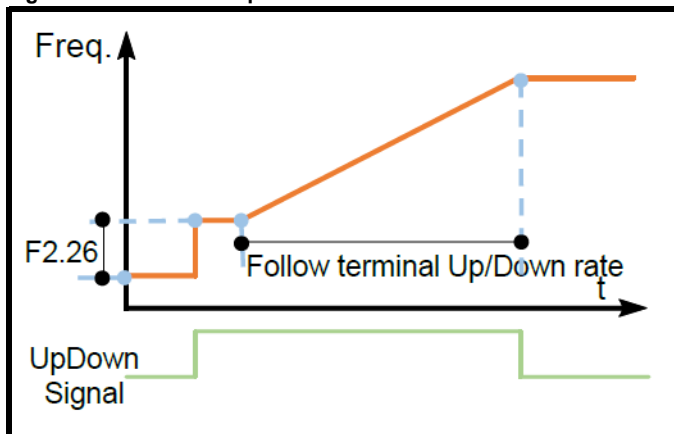 Freq.
F2.26
Follow terminal Up/Down rate
t
UpDown
Signal